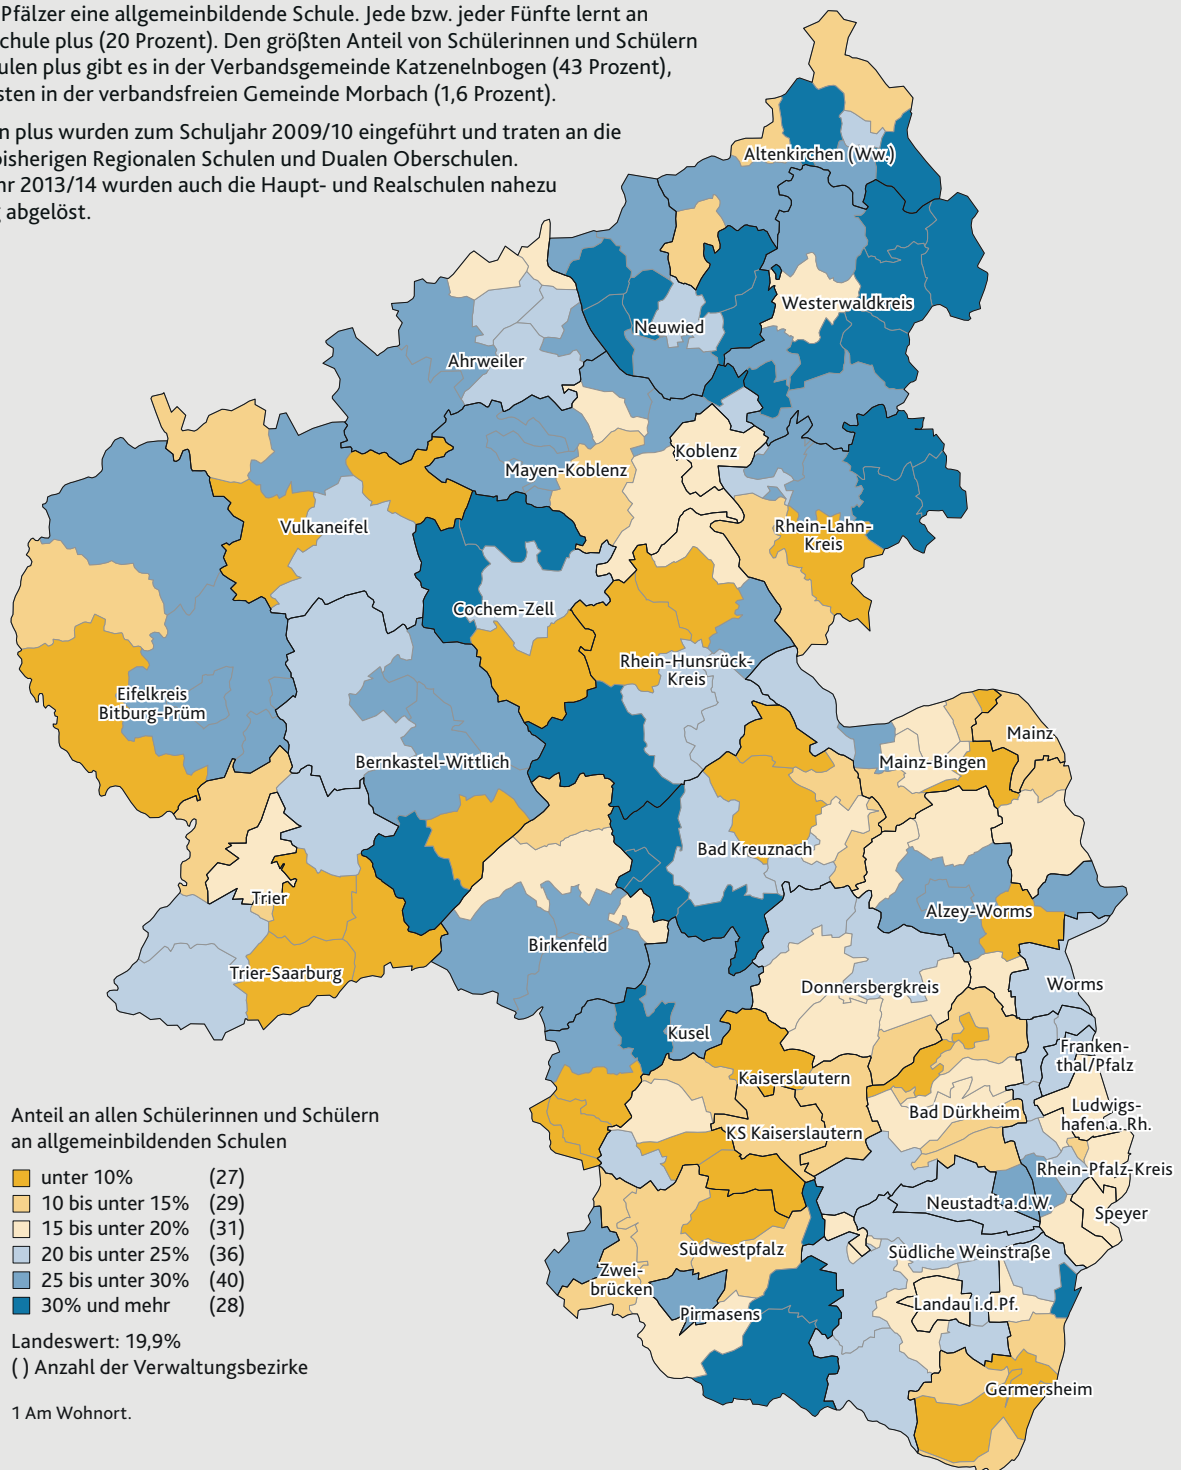 Pfälzer eine allgemeinbildende Schule. Jede bzw. jeder Fünfte lernt an
chule plus (20 Prozent). Den größten Anteil von Schülerinnen und Schülern
ulen plus gibt es in der Verbandsgemeinde Katzenelnbogen (43 Prozent),
sten in der verbandsfreien Gemeinde Morbach (1,6 Prozent).
n plus wurden zum Schuljahr 2009/10 eingeführt und traten an die
bisherigen Regionalen Schulen und Dualen Oberschulen.
hr 2013/14 wurden auch die Haupt- und Realschulen nahezu
abgelöst.
Altenkirchen (Ww.)
Westerwaldkreis
Neuwied
Ahrweiler
Koblenz
Mayen-Koblenz
Vulkaneifel
Rhein-Lahn-
Kreis
Cochem-Zell
Rhein-Hunsrück-
Kreis
Eifelkreis
Bitburg-Prüm
Mainz
Bernkastel-Wittlich
Mainz-Bingen
Bad Kreuznach
Trier
Alzey-Worms
Birkenfeld
Trier-Saarburg
Donnersbergkreis
Worms
Kusel
Franken-
thal/Pfalz
Kaiserslautern
Bad Dürkheim
Ludwigs-
hafen a. Rh.
KS Kaiserslautern
Rhein-Pfalz-Kreis
Neustadt a.d.W.
Speyer
Südwestpfalz
Südliche Weinstraße
Zwei-
brücken
Pirmasens
Landau i.d.Pf.
Germersheim
Anteil an allen Schülerinnen und Schülern
an allgemeinbildenden Schulen
unter 10% (27)
10 bis unter 15% (29)
15 bis unter 20% (31)
20 bis unter 25% (36)
25 bis unter 30% (40)
30% und mehr (28)
Landeswert: 19,9%
( ) Anzahl der Verwaltungsbezirke
1 Am Wohnort.